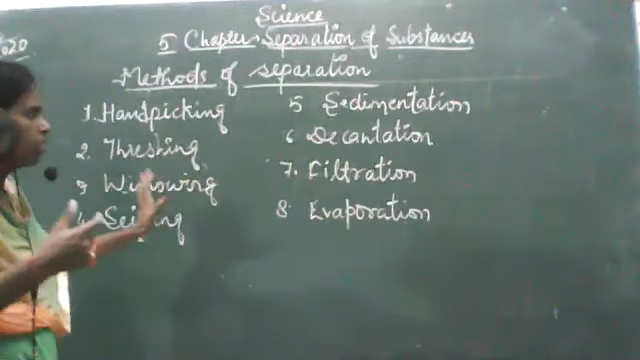 Science
5 Chapter Separation of Substances
Methods of separation
1. Handpicking
2. Threshing
3
4
5 Sedimentation
6 Decantation
7. Filtration
8 Evaporation